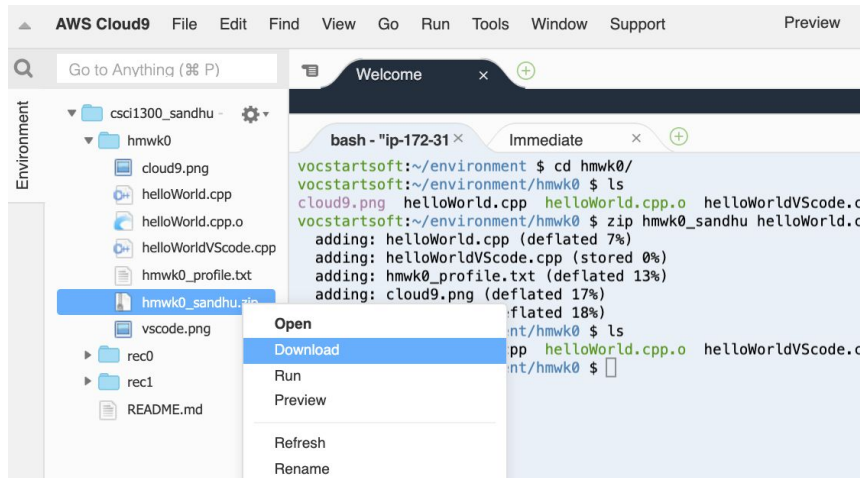 AWS Cloud9 File Edit Find View Go Run Tools Window Support Preview
Go to Anything (⌘ P)
Welcome ×
Environment
csci1300_sandhu -
hmwk0
cloud9.png
helloWorld.cpp
helloWorld.cpp.o
helloWorldVScode.cpp
hmwk0_profile.txt
hmwk0_sandhu.zip
vscode.png
rec0
rec1
README.md
bash - "ip-172-31 × Immediate ×
vocstartsoft:~/environment $ cd hmwk0/
vocstartsoft:~/environment/hmwk0 $ ls
cloud9.png helloWorld.cpp helloWorld.cpp.o helloWorldVScode.c
vocstartsoft:~/environment/hmwk0 $ zip hmwk0_sandhu helloWorld.c
adding: helloWorld.cpp (deflated 7%)
adding: helloWorldVScode.cpp (stored 0%)
adding: hmwk0_profile.txt (deflated 13%)
adding: cloud9.png (deflated 17%)
flated 18%)
nt/hmwk0 $ ls
pp helloWorld.cpp.o helloWorldVScode.c
nt/hmwk0 $
Open
Download
Run
Preview
Refresh
Rename